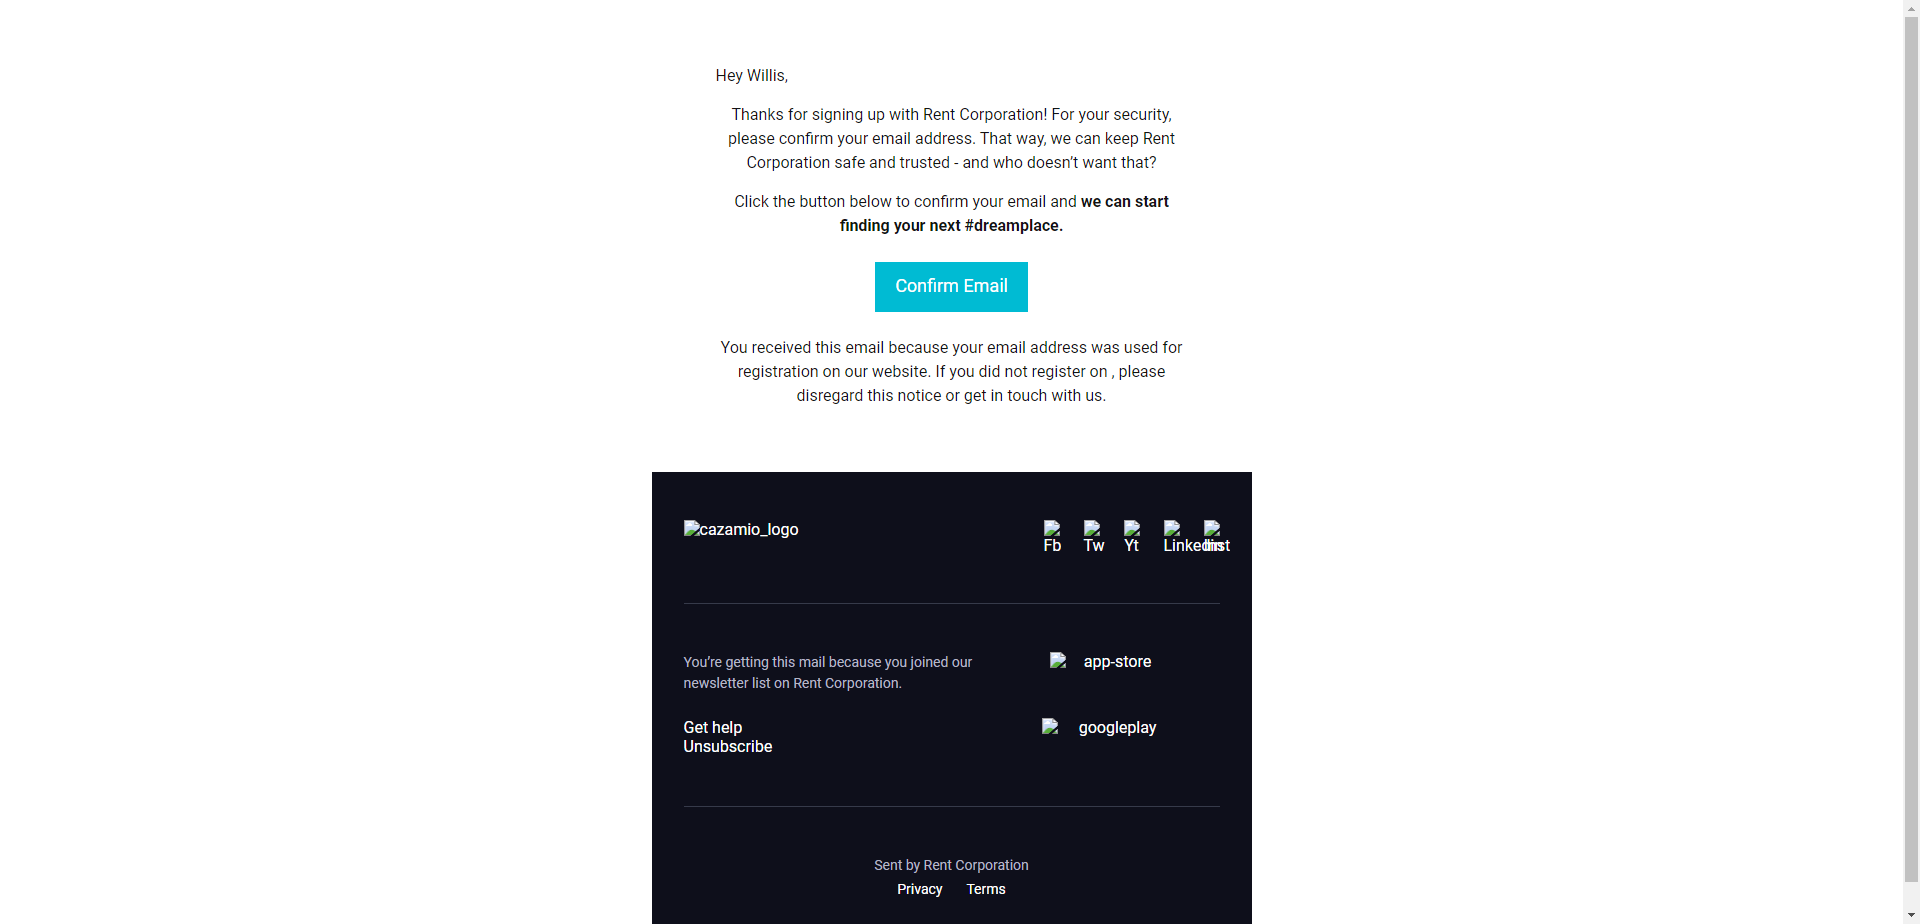 Hey Willis,
Thanks for signing up with Rent Corporation! For your security,
please confirm your email address. That way, we can keep Rent
Corporation safe and trusted - and who doesn’t want that?
Click the button below to confirm your email and we can start
finding your next #dreamplace.
Confirm Email
You received this email because your email address was used for
registration on our website. If you did not register on , please
disregard this notice or get in touch with us.
cazamio_logo
Fb Tw Yt LinkedIn Inst
You’re getting this mail because you joined our
newsletter list on Rent Corporation.
app-store
Get help
Unsubscribe
googleplay
Sent by Rent Corporation
Privacy Terms